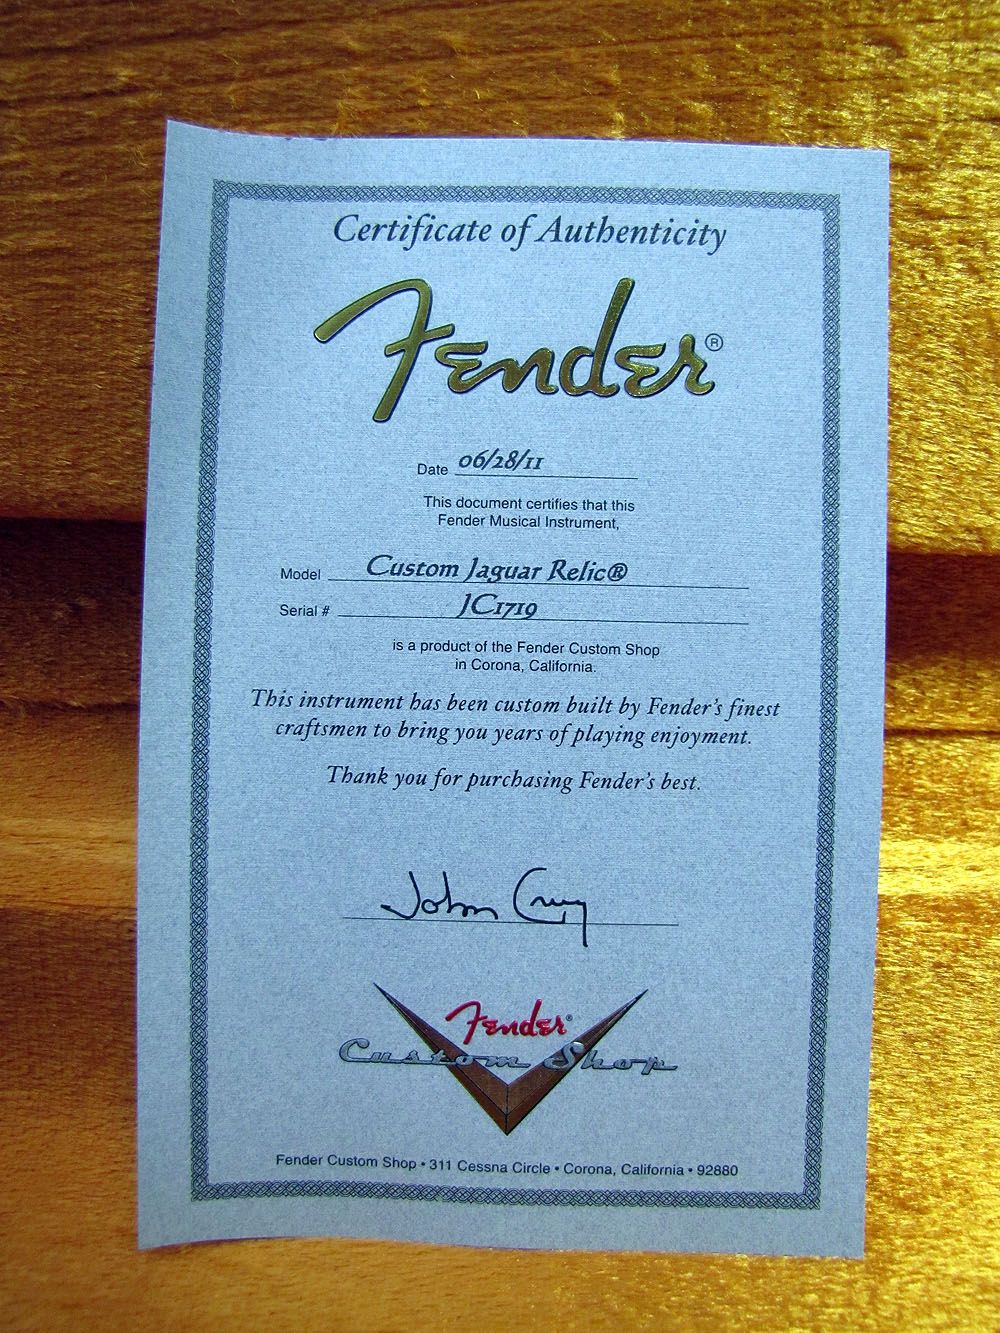 Certificate of Authenticity
Fender®
Date 06/28/11
This document certifies that this
Fender Musical Instrument,
Model Custom Jaguar Relic®
Serial # JC1719
is a product of the Fender Custom Shop
in Corona, California.
This instrument has been custom built by Fender's finest
craftsmen to bring you years of playing enjoyment.
Thank you for purchasing Fender's best.
John Cruz
Fender®
Custom Shop
Fender Custom Shop • 311 Cessna Circle • Corona, California • 92880